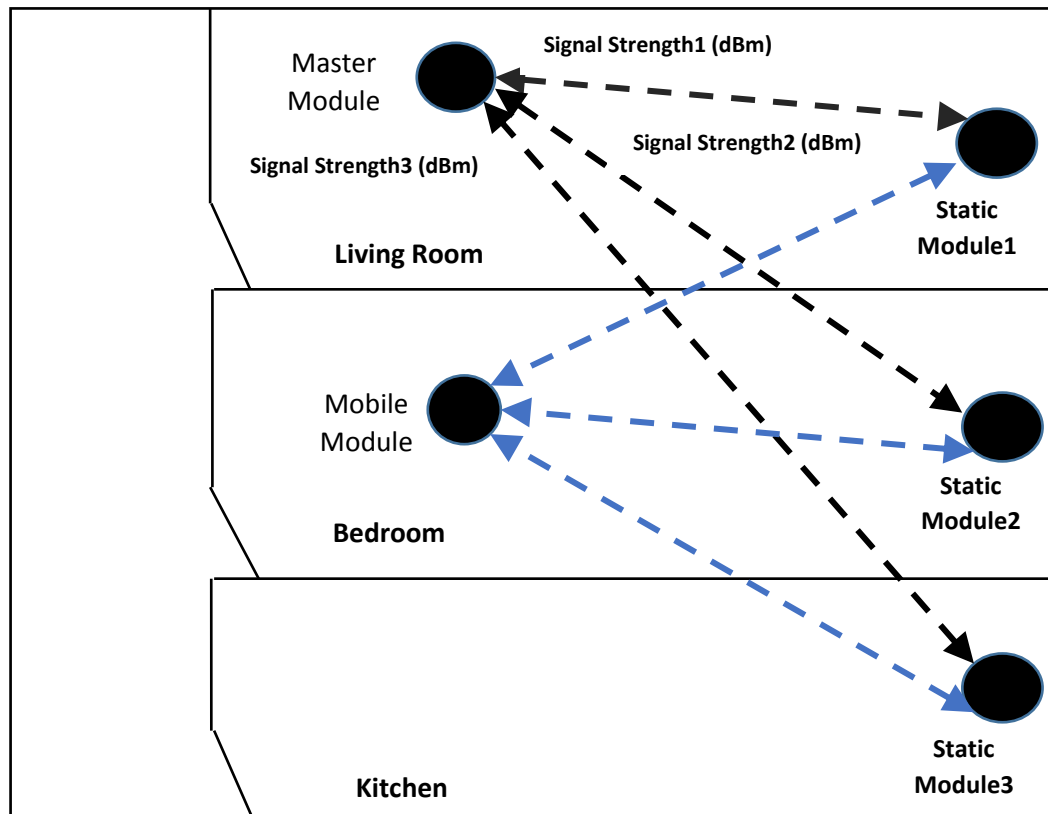 Signal Strength1 (dBm)
Master
Module
Signal Strength2 (dBm)
Signal Strength3 (dBm)
Static
Module1
Living Room
Mobile
Module
Static
Module2
Bedroom
Static
Module3
Kitchen